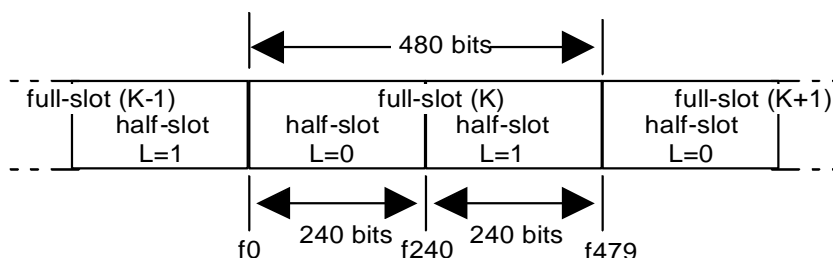 480 bits
full-slot (K-1) full-slot (K) full-slot (K+1)
half-slot half-slot half-slot half-slot
L=1 L=0 L=1 L=0
240 bits 240 bits
f0 f240 f479